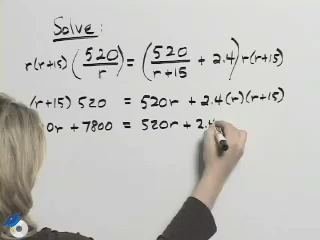 Solve:
r(r+15) (520/r) = (520/r+15 + 2.4) r(r+15)
(r+15) 520 = 520r + 2.4(r)(r+15)
0r + 7800 = 520r + 2.4